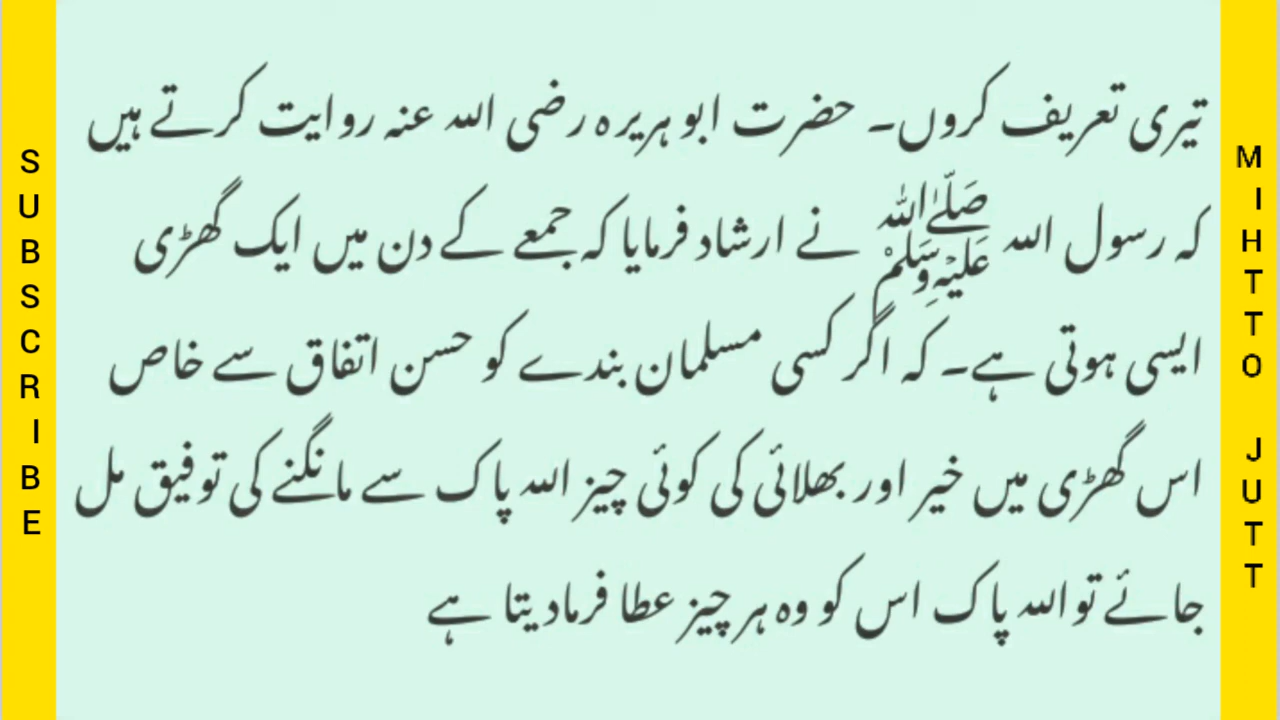 تیری تعریف کروں۔ حضرت ابو ہریرہ رضی اللہ عنہ روایت کرتے ہیں
کہ رسول اللہ صَلَّی اللہ عَلَیْہِ وَسَلَّمْ نے ارشاد فرمایا کہ جمعے کے دن میں ایک گھڑی
ایسی ہوتی ہے۔ کہ اگر کسی مسلمان بندے کو حسن اتفاق سے خاص
اس گھڑی میں خیر اور بھلائی کی کوئی چیز اللہ پاک سے مانگنے کی توفیق مل
جائے تو اللہ پاک اس کو وہ ہر چیز عطا فرما دیتا ہے
SUBSCRIBE
MIHTTO JUTT